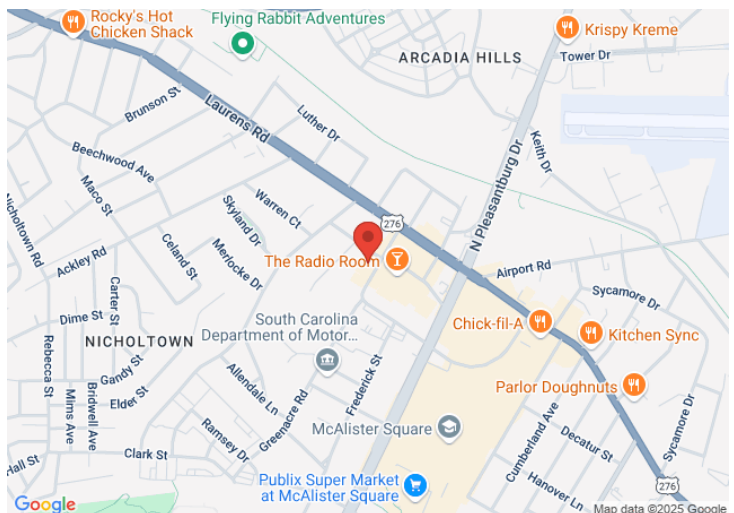 Rocky's Hot
Chicken Shack
Flying Rabbit Adventures
Krispy Kreme
ARCADIA HILLS
Tower Dr
Brunson St
Laurens Rd
Luther Dr
Keith Dr
N Pleasantburg Dr
Beechwood Ave
Maco St
Nicholtown Rd
Skyland Dr
Warren Ct
276
Celand St
Merlocke Dr
The Radio Room
Ackley Rd
Airport Rd
Carter St
Sycamore Dr
Dime St
South Carolina
Department of Motor...
Chick-fil-A
Kitchen Sync
NICHOLTOWN
Rebecca St
Gandy St
Mims Ave
Bridwell Ave
Elder St
Allendale Ln
Frederick St
Parlor Doughnuts
Greenacre Rd
Ramsey Dr
McAlister Square
Cumberland Ave
Decatur St
Sycamore Dr
Clark St
Hall St
Hanover Ln
276
Publix Super Market
at McAlister Square
Google
Map data ©2025 Google